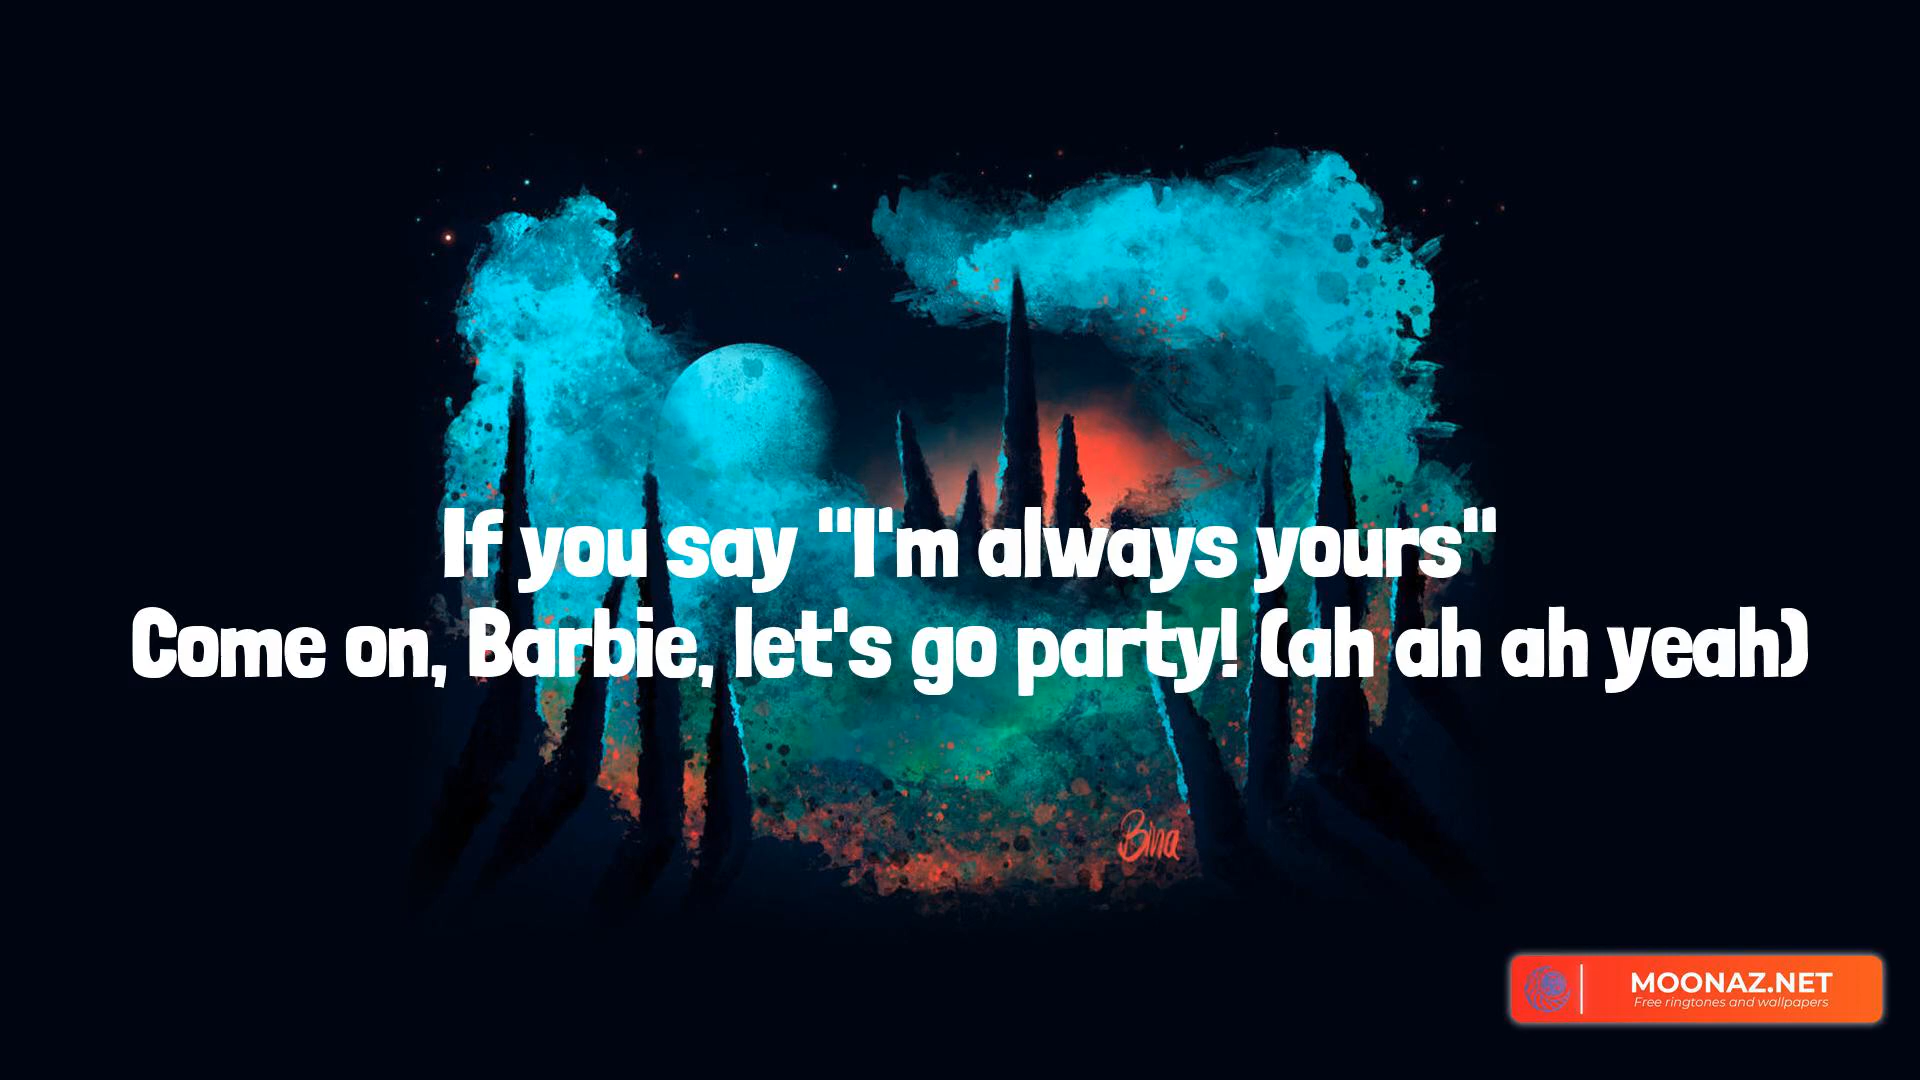 If you say "I'm always yours"
Come on, Barbie, let's go party! (ah ah ah yeah)
Bina
MOONAZ.NET
Free ringtones and wallpapers